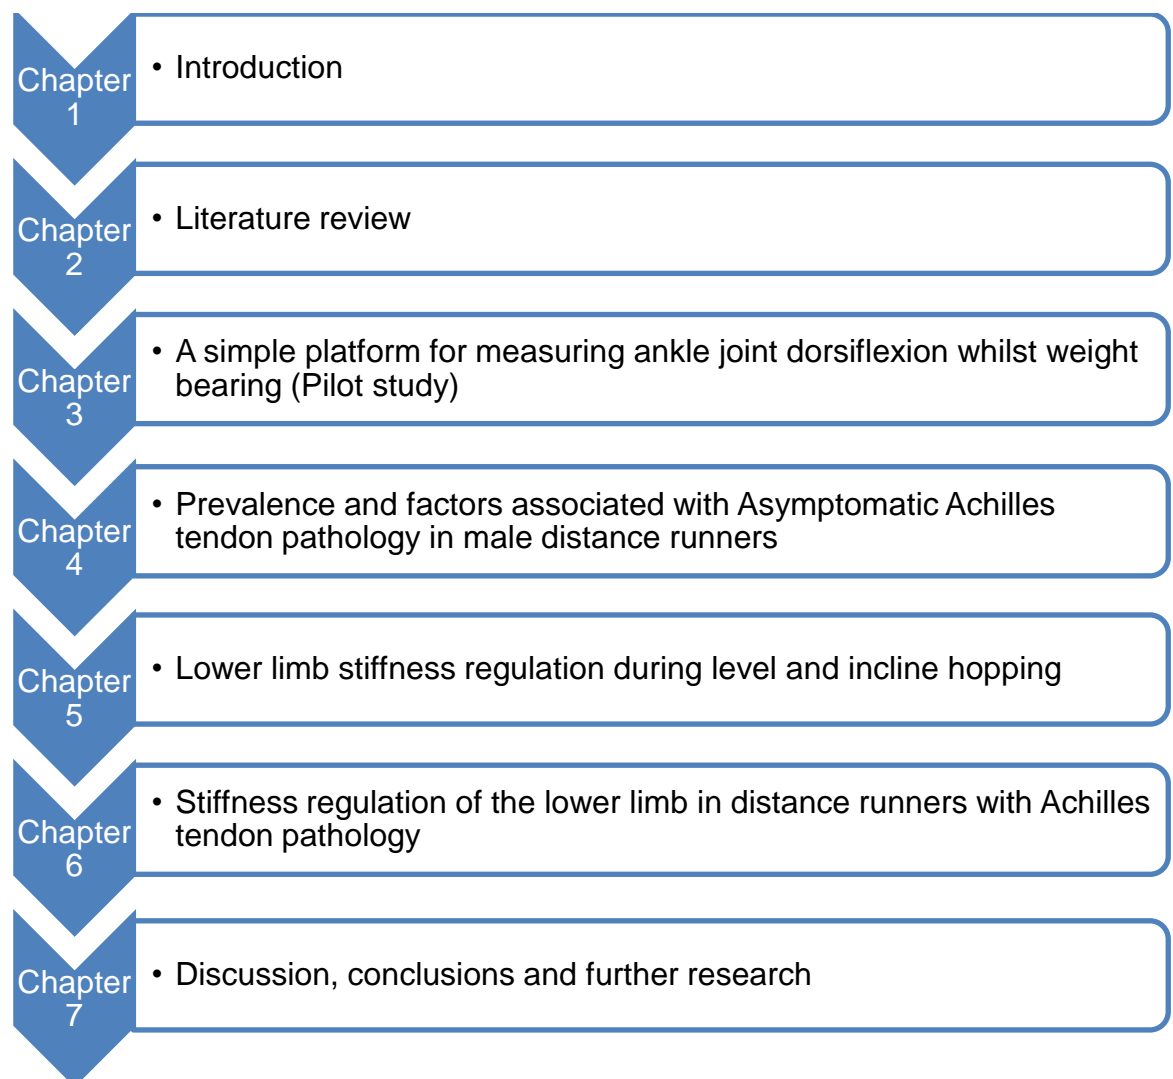 Chapter
1
• Introduction
Chapter
2
• Literature review
Chapter
3
• A simple platform for measuring ankle joint dorsiflexion whilst weight
bearing (Pilot study)
Chapter
4
• Prevalence and factors associated with Asymptomatic Achilles
tendon pathology in male distance runners
Chapter
5
• Lower limb stiffness regulation during level and incline hopping
Chapter
6
• Stiffness regulation of the lower limb in distance runners with Achilles
tendon pathology
Chapter
7
• Discussion, conclusions and further research